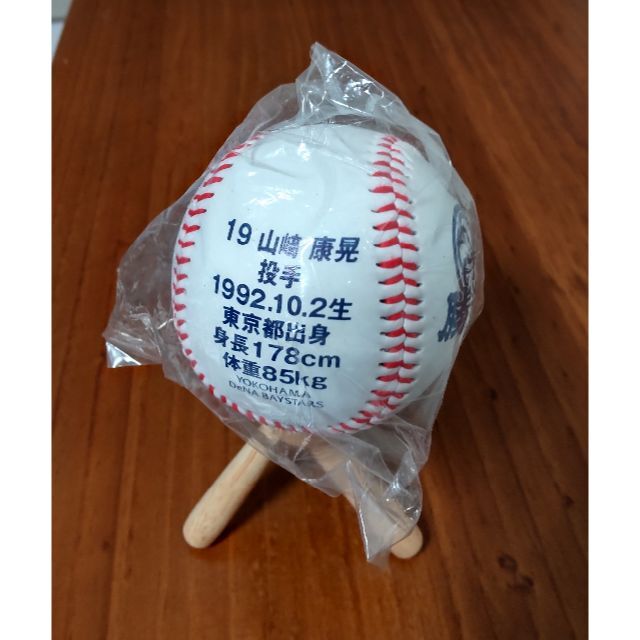 19 山﨑 康晃
投手
1992.10.2生
東京都出身
身長178cm
体重85kg
YOKOHAMA
DeNA BAYSTARS